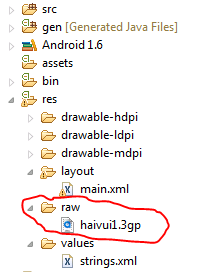 src
gen [Generated Java Files]
Android 1.6
assets
bin
res
drawable-hdpi
drawable-ldpi
drawable-mdpi
layout
main.xml
raw
haivui1.3gp
values
strings.xml